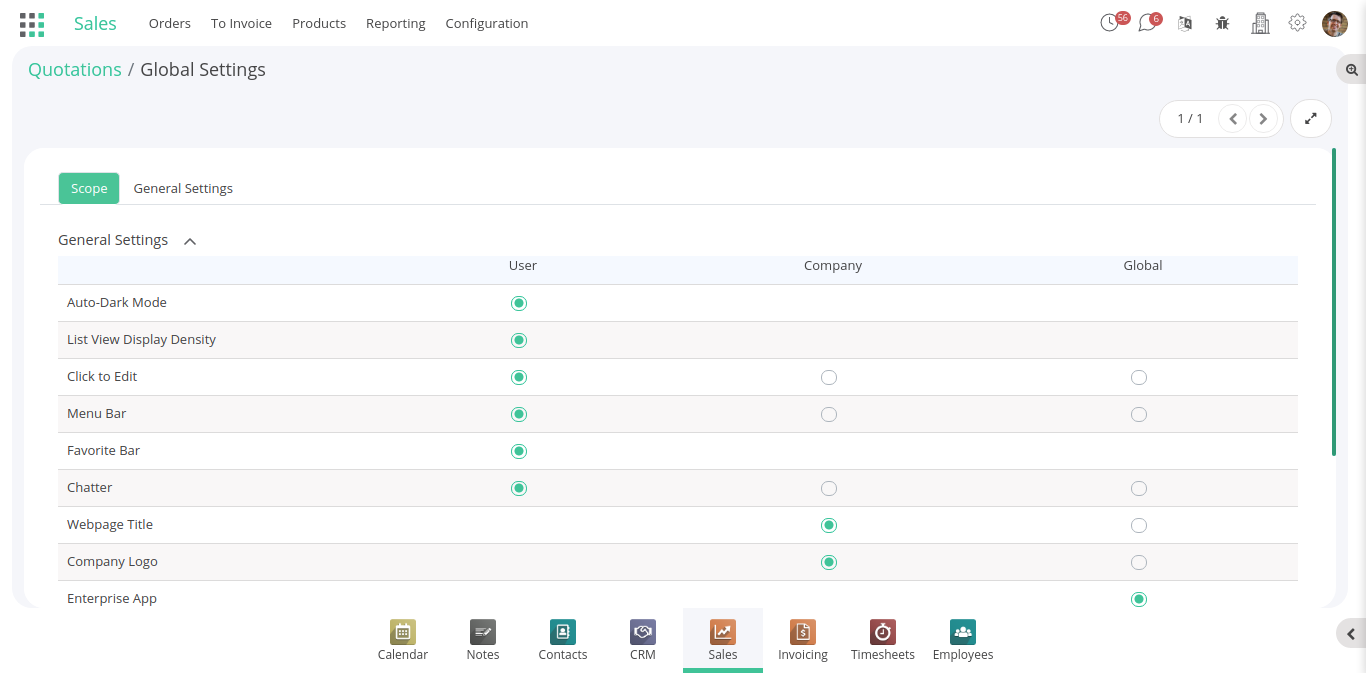 Sales Orders To Invoice Products Reporting Configuration 56 6
Quotations / Global Settings
1 / 1
Scope General Settings
General Settings
User Company Global
Auto-Dark Mode
List View Display Density
Click to Edit
Menu Bar
Favorite Bar
Chatter
Webpage Title
Company Logo
Enterprise App
Calendar Notes Contacts CRM Sales Invoicing Timesheets Employees